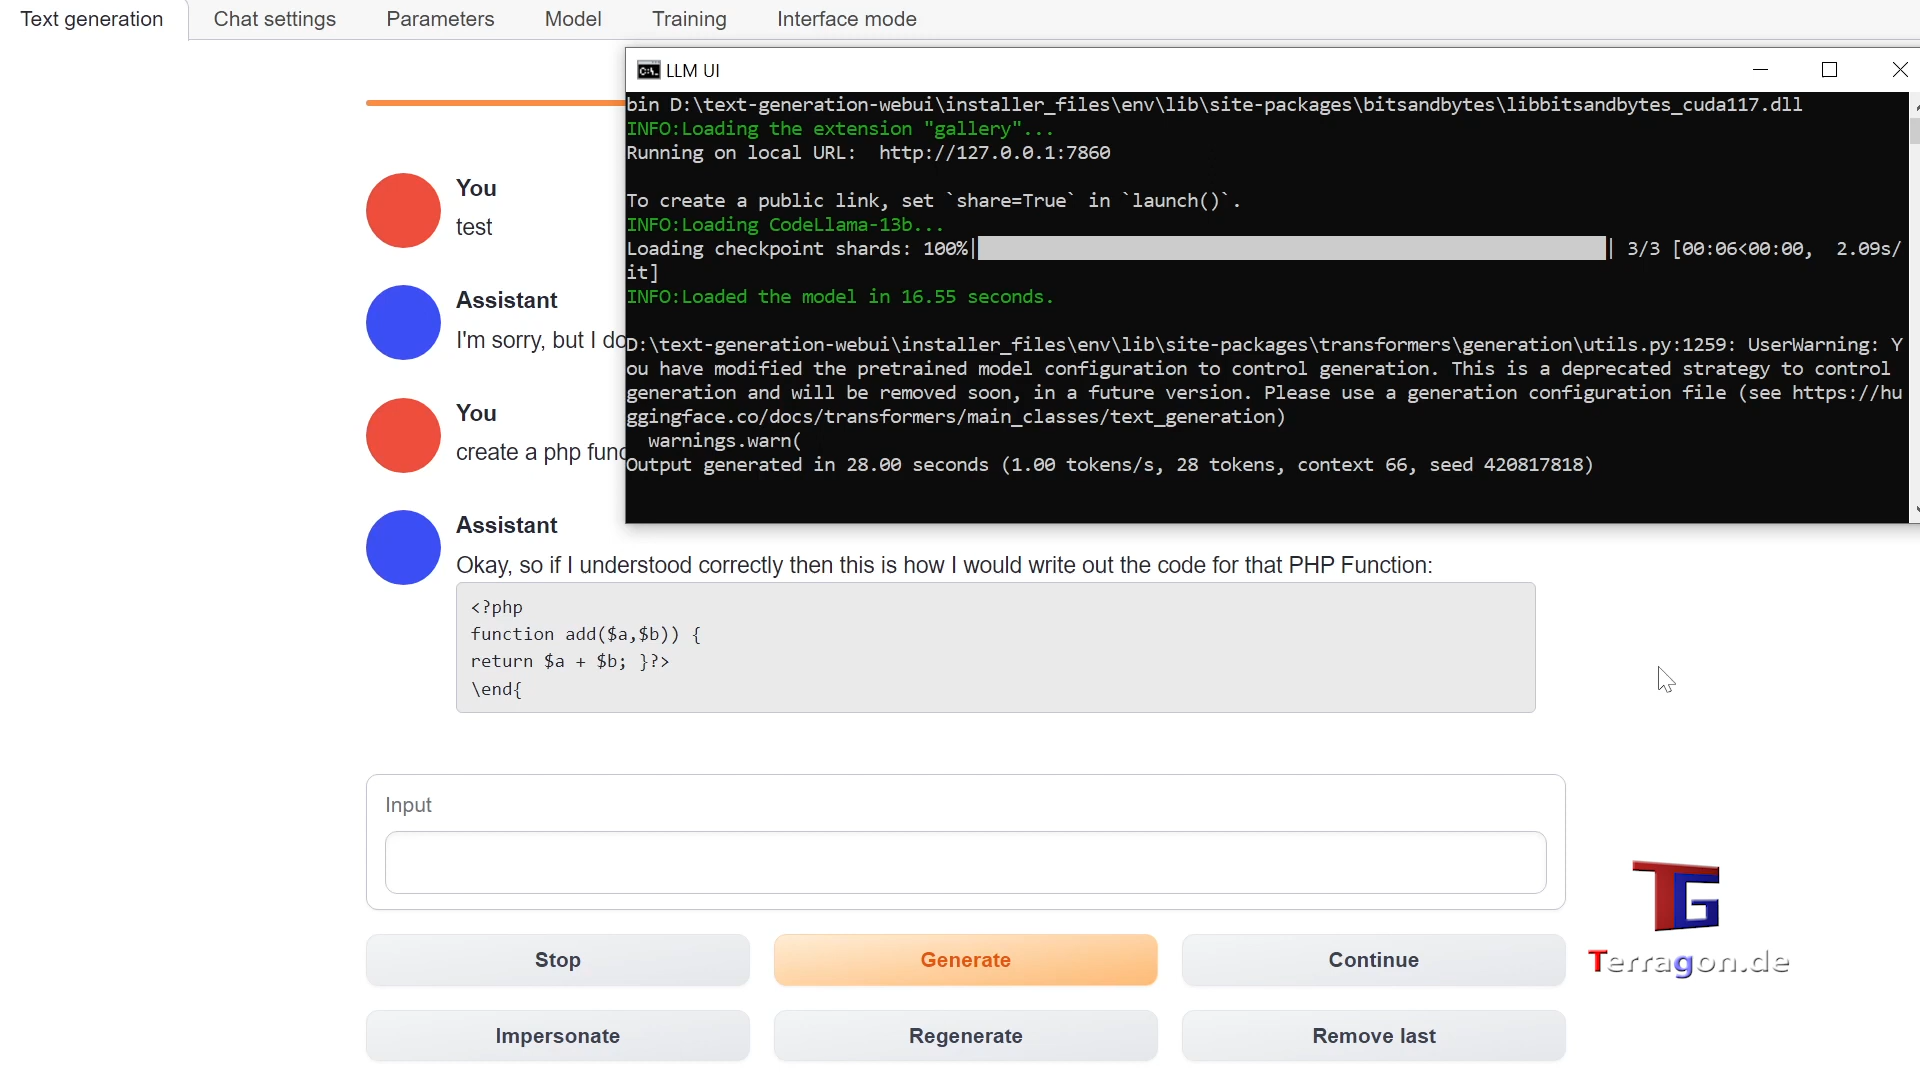 Text generation
Chat settings
Parameters
Model
Training
Interface mode
LLM UI
bin D:\text-generation-webui\installer_files\env\lib\site-packages\bitsandbytes\libbitsandbytes_cuda117.dll
INFO:Loading the extension "gallery"...
Running on local URL:  http://127.0.0.1:7860
To create a public link, set `share=True` in `launch()`.
INFO:Loading CodeLlama-13b...
Loading checkpoint shards: 100%| | 3/3 [00:06<00:00,  2.09s/
it]
INFO:Loaded the model in 16.55 seconds.
D:\text-generation-webui\installer_files\env\lib\site-packages\transformers\generation\utils.py:1259: UserWarning: Y
ou have modified the pretrained model configuration to control generation. This is a deprecated strategy to control
generation and will be removed soon, in a future version. Please use a generation configuration file (see https://hu
ggingface.co/docs/transformers/main_classes/text_generation)
  warnings.warn(
Output generated in 28.00 seconds (1.00 tokens/s, 28 tokens, context 66, seed 420817818)
You
test
Assistant
I'm sorry, but I do
You
create a php func
Assistant
Okay, so if I understood correctly then this is how I would write out the code for that PHP Function:
<?php
function add($a,$b)) {
return $a + $b; }?>
\end{
Input
Stop
Generate
Continue
Impersonate
Regenerate
Remove last
TG
Terragon.de